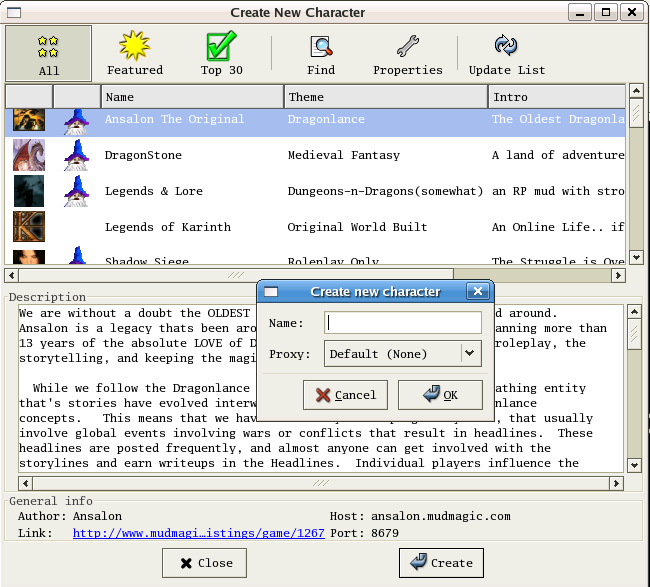 Create New Character
All Featured Top 30 Find Properties Update List
Name Theme Intro
Ansalon The Original Dragonlance The Oldest Dragonla
DragonStone Medieval Fantasy A land of adventure
Legends & Lore Dungeons-n-Dragons(somewhat) an RP mud with stro
Legends of Karinth Original World Built An Online Life.. if
Shadow Siege Roleplay Only The Struggle is Ove
Create new character
Name:
Proxy: Default (None)
Cancel OK
Description
We are without a doubt the OLDEST d around.
Ansalon is a legacy thats been aro anning more than
13 years of the absolute LOVE of D roleplay, the
storytelling, and keeping the magi
While we follow the Dragonlance athing entity
that's stories have evolved interw nlance
concepts. This means that we hav , that usually
involve global events involving wars or conflicts that result in headlines. These
headlines are posted frequently, and almost anyone can get involved with the
storylines and earn writeups in the Headlines. Individual players influence the
General info
Author: Ansalon Host: ansalon.mudmagic.com
Link: http://www.mudmagi…istings/game/1267 Port: 8679
Close Create